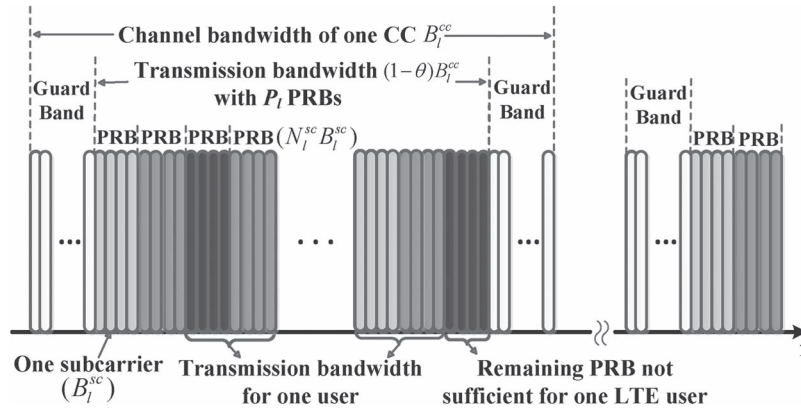 Channel bandwidth of one CC $B_l^{cc}$
Transmission bandwidth $(1-\theta)B_l^{cc}$
with $P_l$ PRBs
Guard
Band
Guard
Band
Guard
Band
PRB PRB PRB PRB $(N_l^{sc} B_l^{sc})$
PRB PRB
...
...
...
...
One subcarrier
$(B_l^{sc})$
Transmission bandwidth
for one user
Remaining PRB not
sufficient for one LTE user